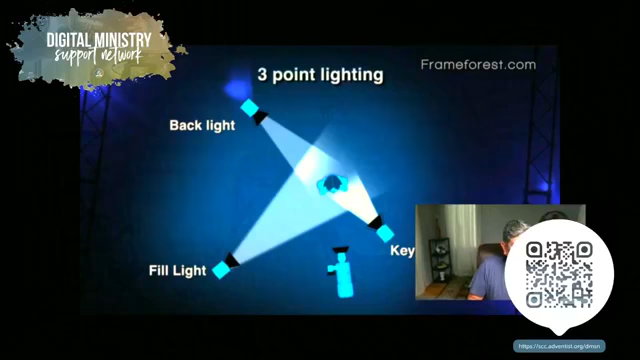 DIGITAL MINISTRY
support network
3 point lighting
Frameforest.com
Back light
Key
Fill Light
https://scc.adventist.org/dmsn